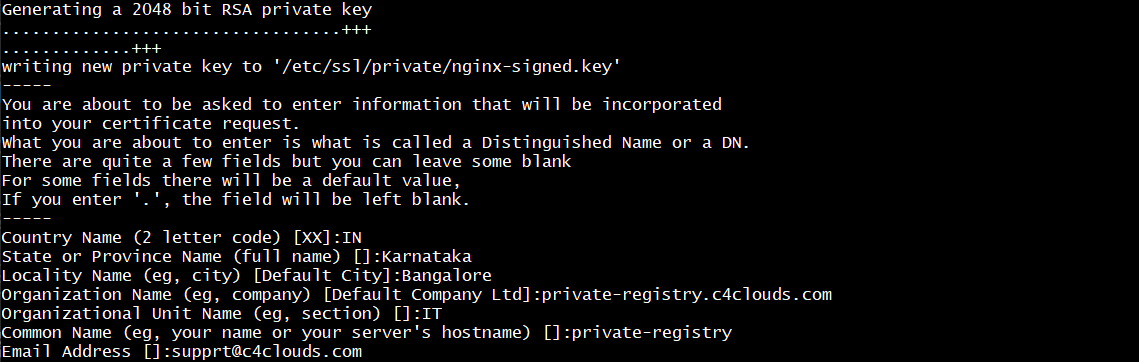 Generating a 2048 bit RSA private key
..................................+++
.............+++
writing new private key to '/etc/ssl/private/nginx-signed.key'
-----
You are about to be asked to enter information that will be incorporated
into your certificate request.
What you are about to enter is what is called a Distinguished Name or a DN.
There are quite a few fields but you can leave some blank
For some fields there will be a default value,
If you enter '.', the field will be left blank.
-----
Country Name (2 letter code) [XX]:IN
State or Province Name (full name) []:Karnataka
Locality Name (eg, city) [Default City]:Bangalore
Organization Name (eg, company) [Default Company Ltd]:private-registry.c4clouds.com
Organizational Unit Name (eg, section) []:IT
Common Name (eg, your name or your server's hostname) []:private-registry
Email Address []:supprt@c4clouds.com